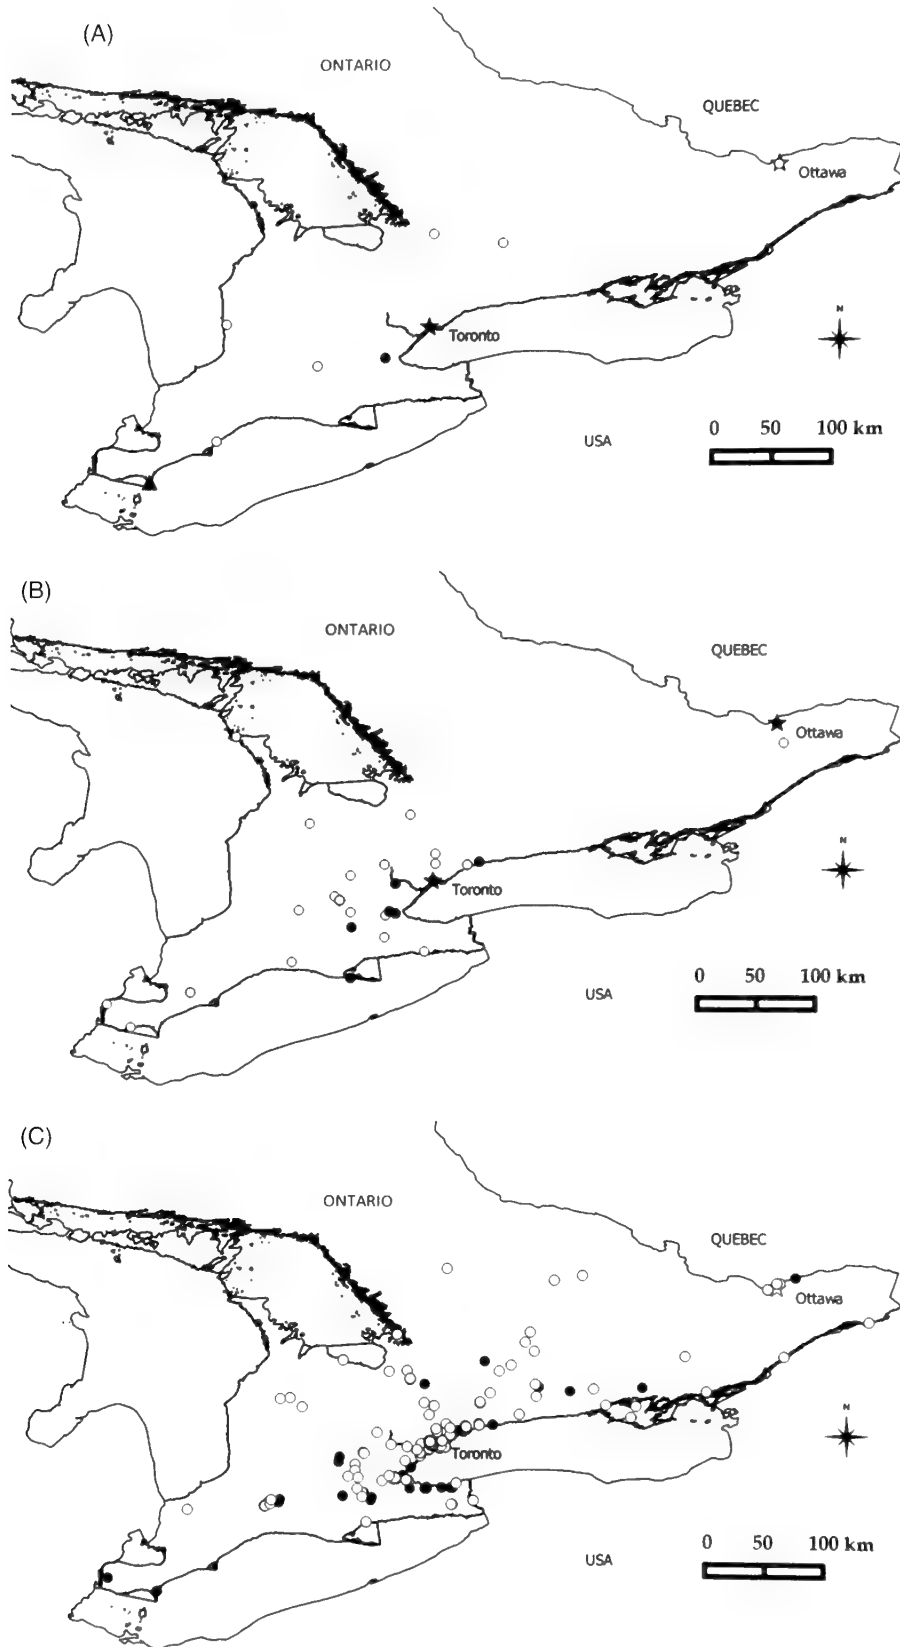 (A)
ONTARIO
QUEBEC
Ottawa
N
Toronto
0 50 100 km
USA
(B)
ONTARIO
QUEBEC
Ottawa
N
Toronto
0 50 100 km
USA
(C)
ONTARIO
QUEBEC
Ottawa
N
Toronto
0 50 100 km
USA